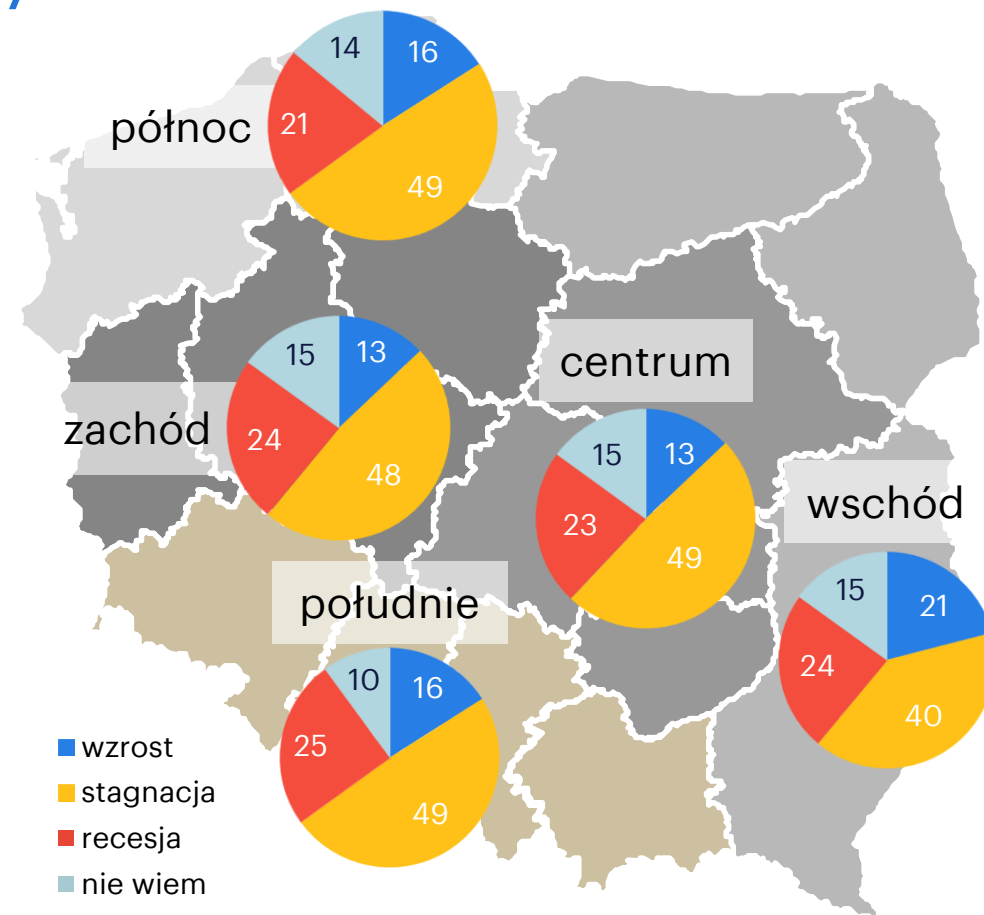 północ
14
16
21
49
zachód
15
13
24
48
centrum
15
13
23
49
wschód
15
21
24
40
południe
10
16
25
49
wzrost
stagnacja
recesja
nie wiem